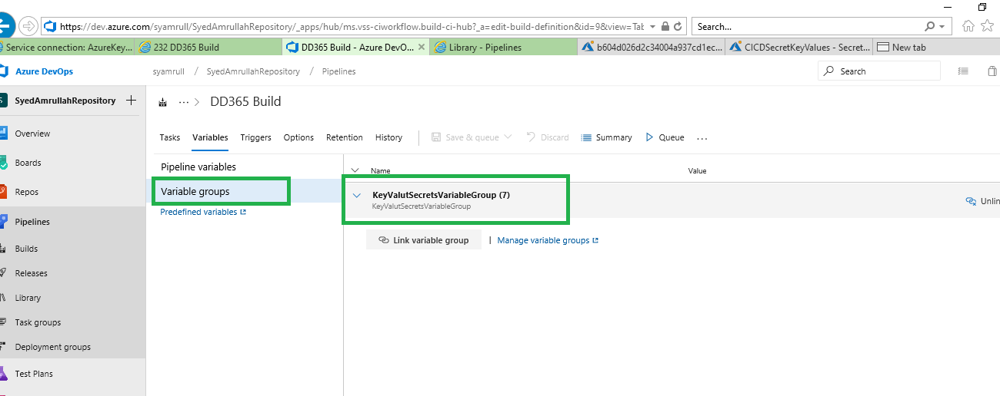 https://dev.azure.com/syamrull/SyedAmrullahRepository/_apps/hub/ms.vss-ciworkflow.build-ci-hub?_a=edit-build-definition&id=9&view=Tab
Search...
Service connection: AzureKey... 232 DD365 Build DD365 Build - Azure DevO... Library - Pipelines b604d026d2c34004a937cd1ec... CICDSecretKeyValues - Secret... New tab
Azure DevOps syamrull / SyedAmrullahRepository / Pipelines Search
S SyedAmrullahRepository
... > DD365 Build
Overview
Tasks Variables Triggers Options Retention History Save & queue Discard Summary Queue ...
Boards
Pipeline variables
Name Value
Repos
Variable groups
KeyValutSecretsVariableGroup (7)
KeyValutSecretsVariableGroup
Unlin
Predefined variables
Pipelines
Link variable group | Manage variable groups
Builds
Releases
Library
Task groups
Deployment groups
Test Plans